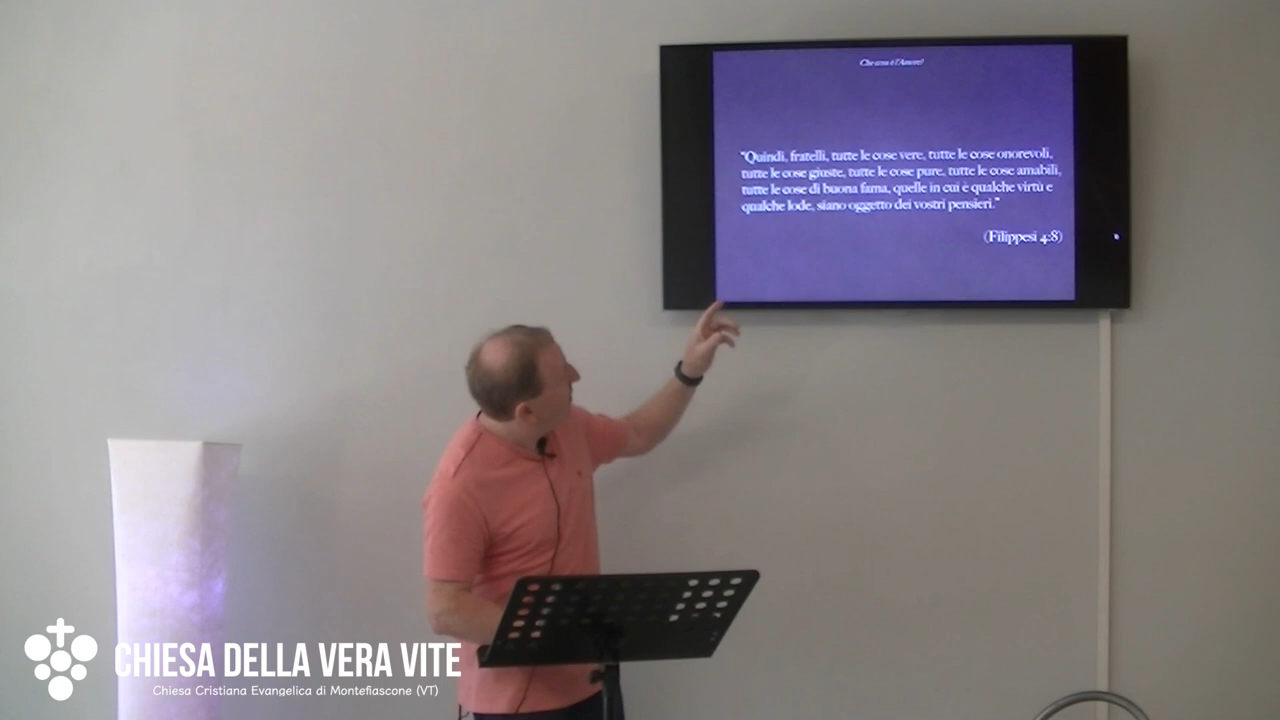 Che cosa è l'Amore?
"Quindi, fratelli, tutte le cose vere, tutte le cose onorevoli,
tutte le cose giuste, tutte le cose pure, tutte le cose amabili,
tutte le cose di buona fama, quelle in cui è qualche virtù e
qualche lode, siano oggetto dei vostri pensieri."
(Filippesi 4:8)
CHIESA DELLA VERA VITE
Chiesa Cristiana Evangelica di Montefiascone (VT)